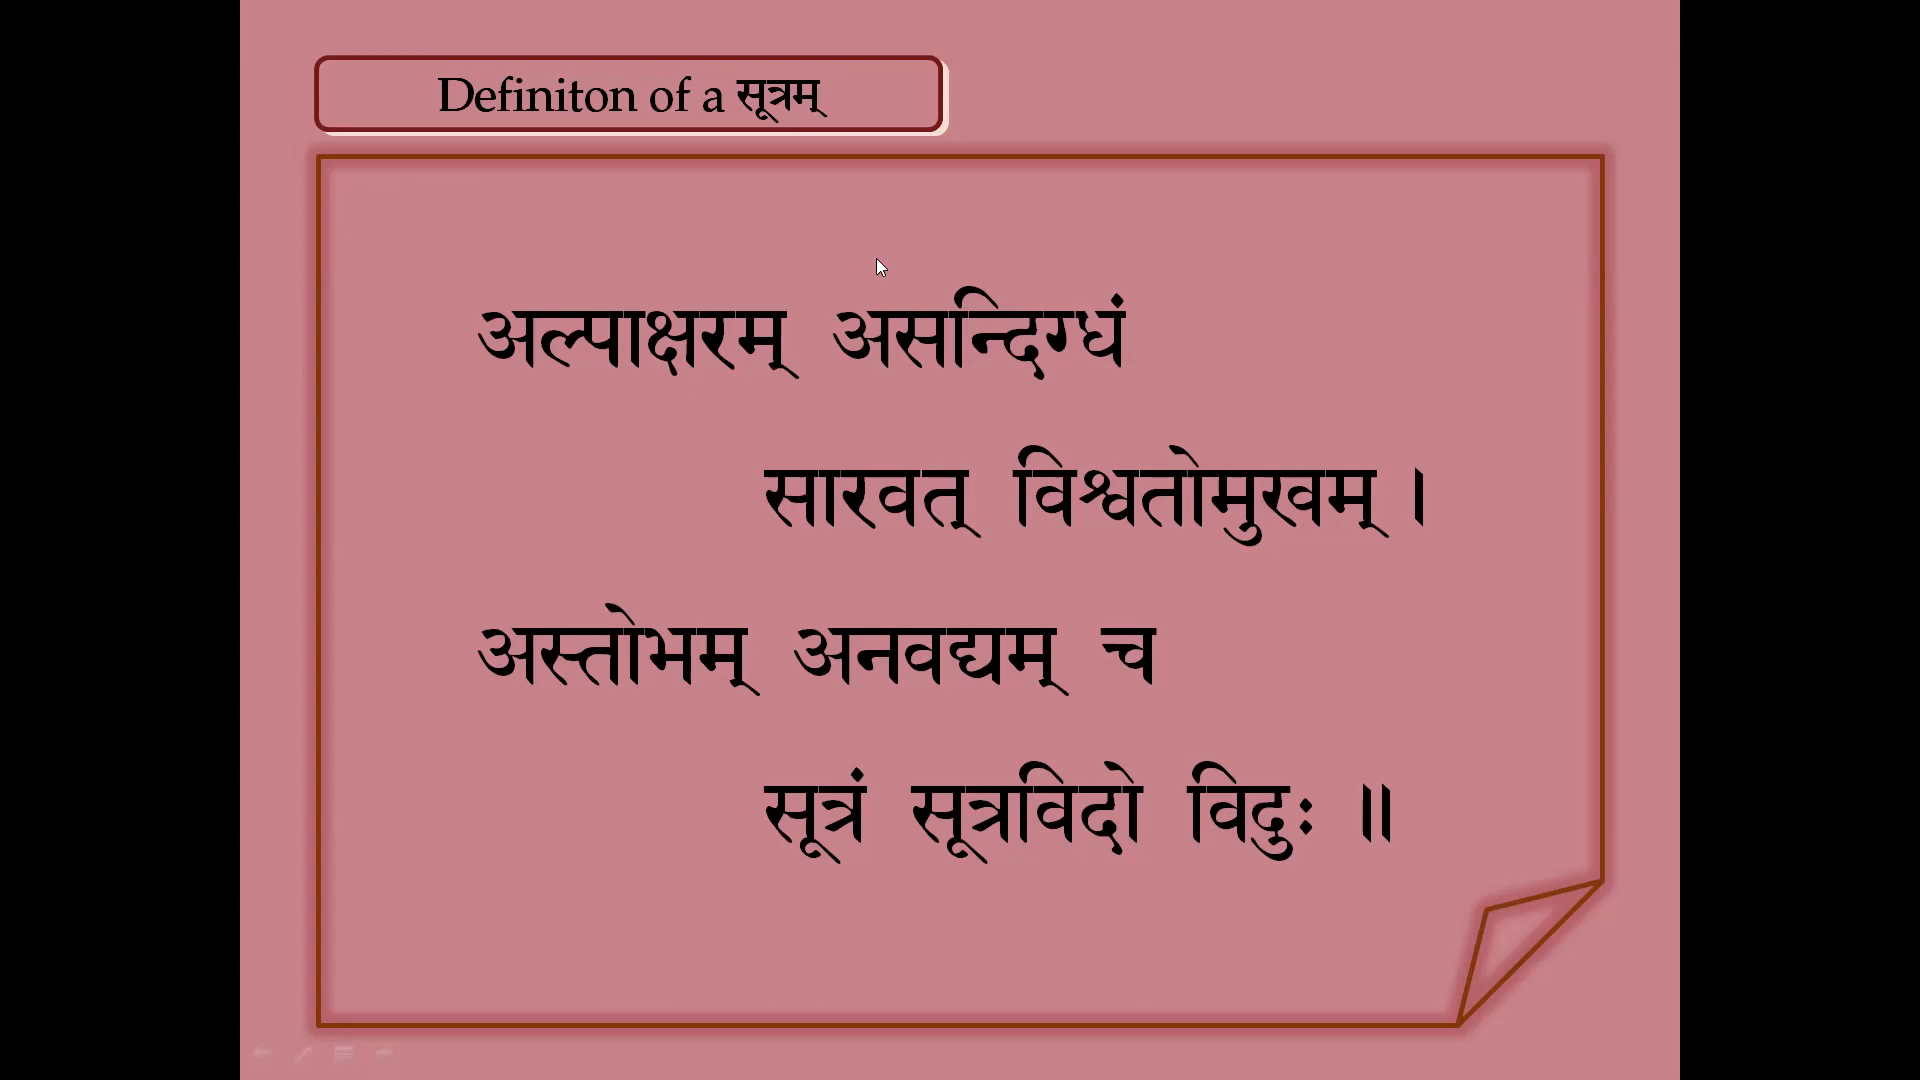 Definiton of a सूत्रम्
अल्पाक्षरम् असन्दिग्धं
सारवत् विश्वतोमुखम् ।
अस्तोभम् अनवद्यम् च
सूत्रं सूत्रविदो विदुः ॥